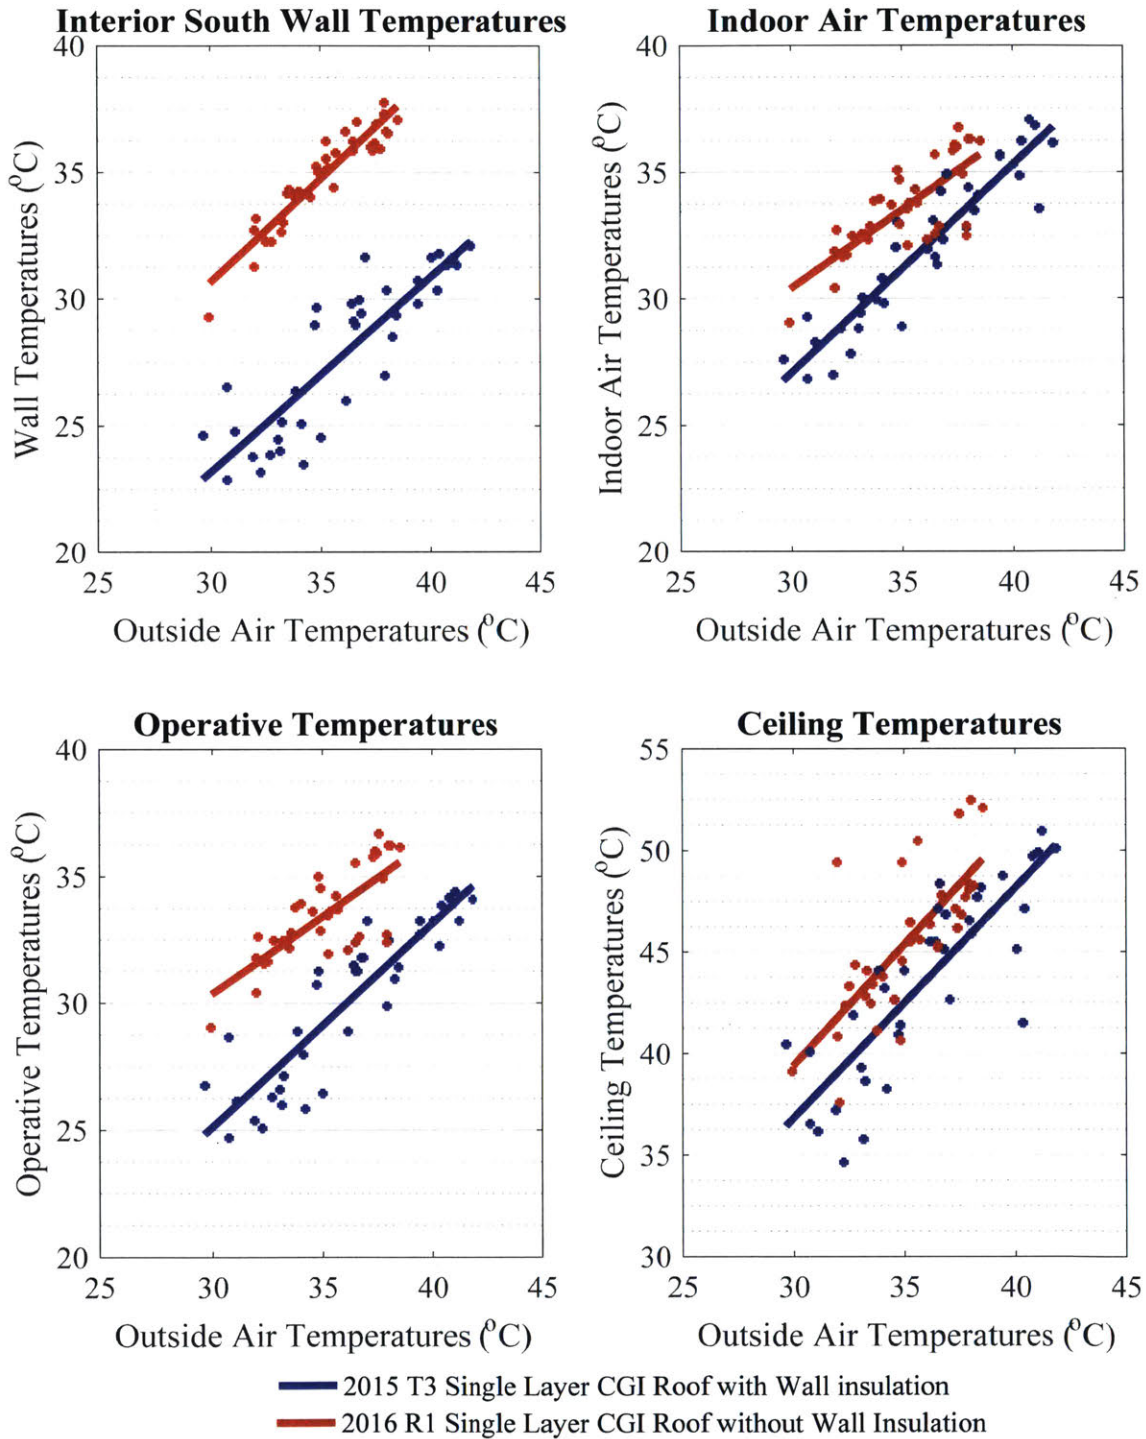 Interior South Wall Temperatures
40
35
30
25
20
25 30 35 40 45
Wall Temperatures (°C)
Outside Air Temperatures (°C)
Indoor Air Temperatures
40
35
30
25
20
25 30 35 40 45
Indoor Air Temperatures (°C)
Outside Air Temperatures (°C)
Operative Temperatures
40
35
30
25
20
25 30 35 40 45
Operative Temperatures (°C)
Outside Air Temperatures (°C)
Ceiling Temperatures
55
50
45
40
35
30
25 30 35 40 45
Ceiling Temperatures (°C)
Outside Air Temperatures (°C)
2015 T3 Single Layer CGI Roof with Wall insulation
2016 R1 Single Layer CGI Roof without Wall Insulation